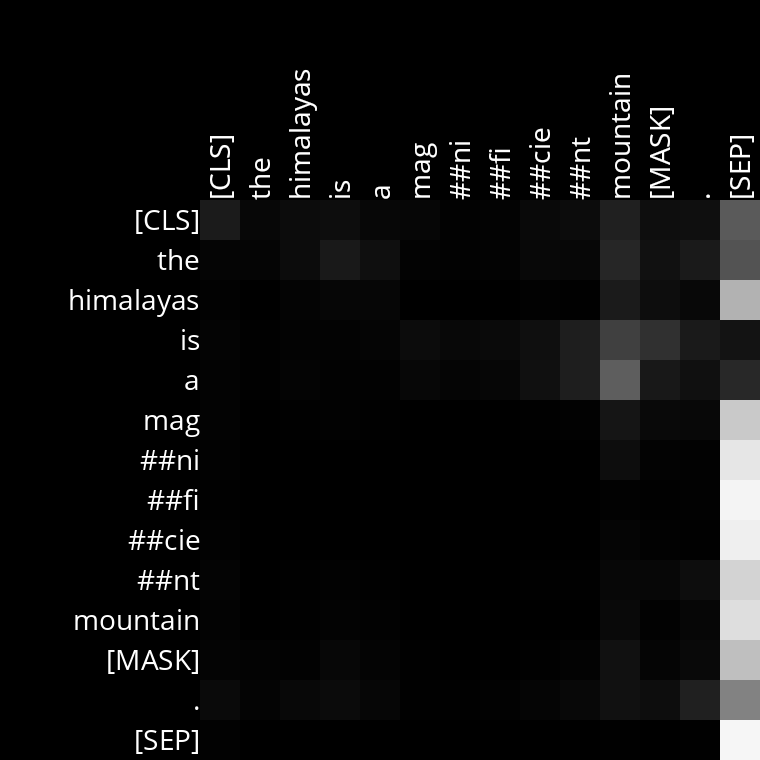 [CLS]
the
himalayas
is
a
mag
##ni
##fi
##cie
##nt
mountain
[MASK]
.
[SEP]
[CLS]
the
himalayas
is
a
mag
##ni
##fi
##cie
##nt
mountain
[MASK]
.
[SEP]